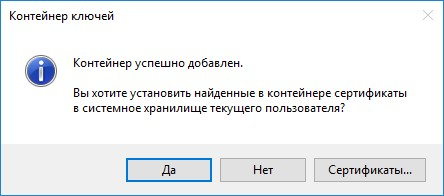 Контейнер ключей
Контейнер успешно добавлен.
Вы хотите установить найденные в контейнере сертификаты
в системное хранилище текущего пользователя?
Да
Нет
Сертификаты...